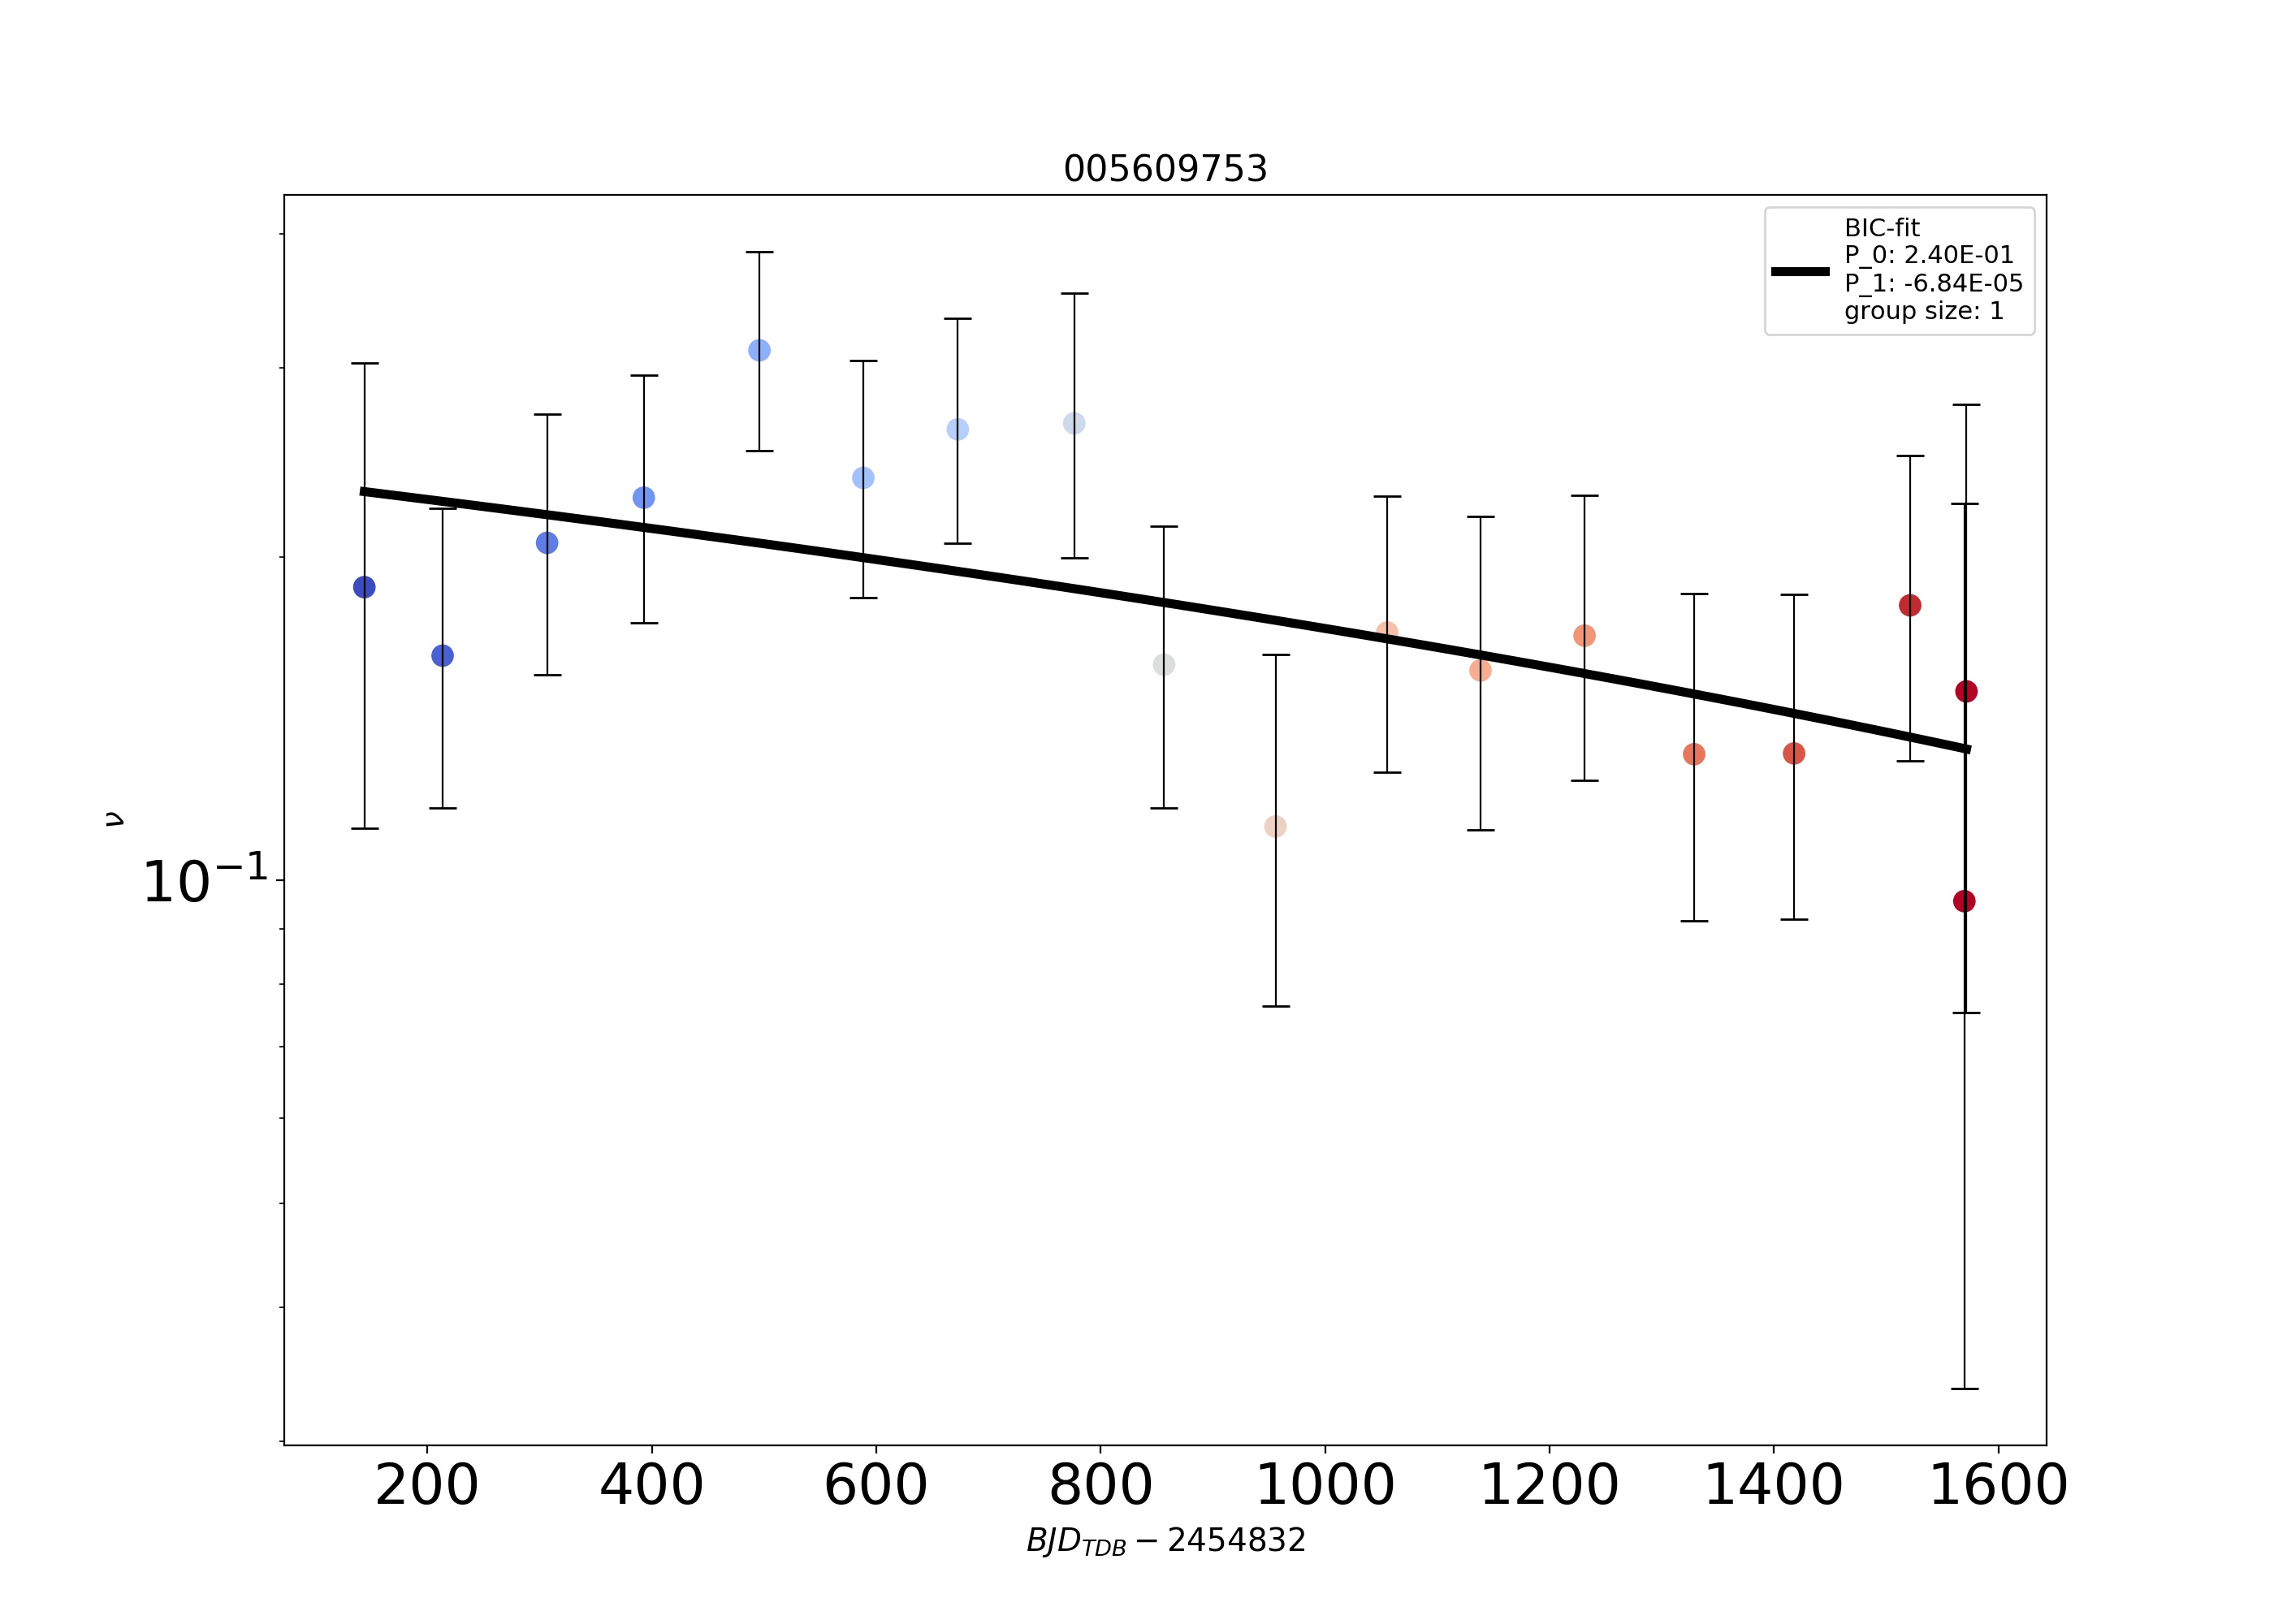 005609753
BIC-fit
P_0: 2.40E-01
P_1: -6.84E-05
group size: 1
ν
10⁻¹
200 400 600 800 1000 1200 1400 1600
BJD_TDB − 2454832